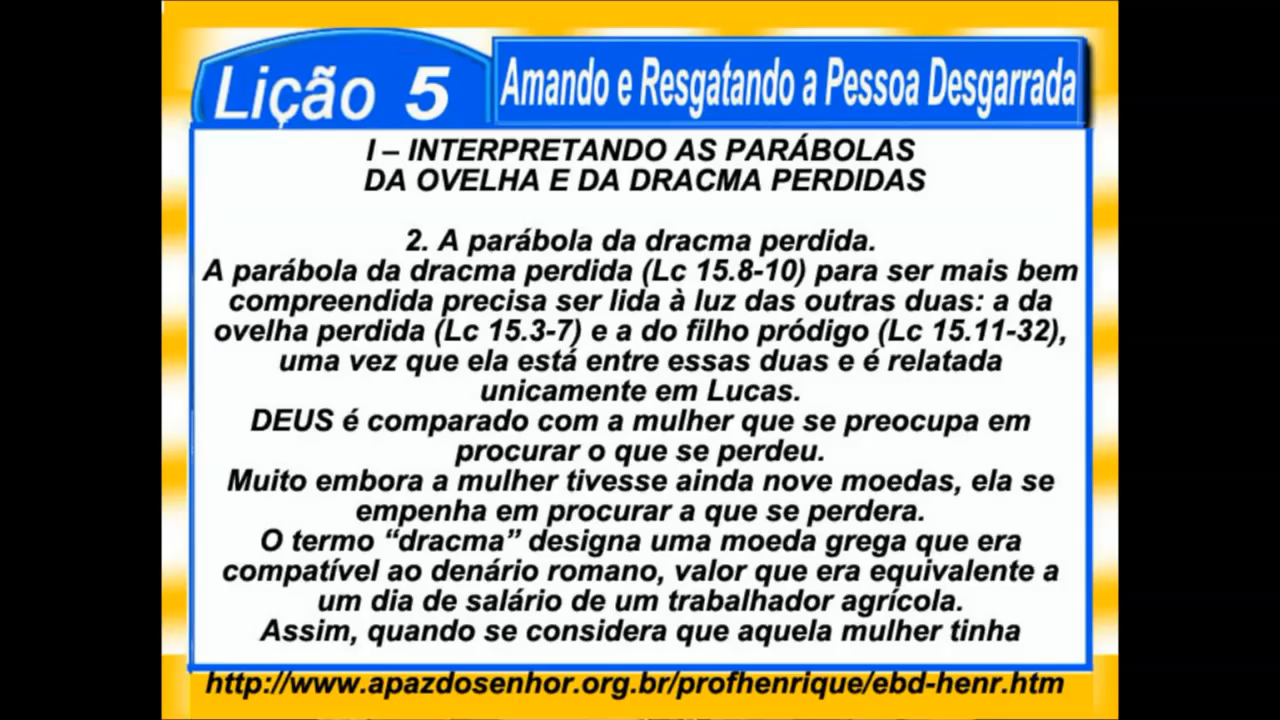 Lição 5
Amando e Resgatando a Pessoa Desgarrada
I – INTERPRETANDO AS PARÁBOLAS
DA OVELHA E DA DRACMA PERDIDAS
2. A parábola da dracma perdida.
A parábola da dracma perdida (Lc 15.8-10) para ser mais bem
compreendida precisa ser lida à luz das outras duas: a da
ovelha perdida (Lc 15.3-7) e a do filho pródigo (Lc 15.11-32),
uma vez que ela está entre essas duas e é relatada
unicamente em Lucas.
DEUS é comparado com a mulher que se preocupa em
procurar o que se perdeu.
Muito embora a mulher tivesse ainda nove moedas, ela se
empenha em procurar a que se perdera.
O termo “dracma” designa uma moeda grega que era
compatível ao denário romano, valor que era equivalente a
um dia de salário de um trabalhador agrícola.
Assim, quando se considera que aquela mulher tinha
http://www.apazdosenhor.org.br/profhenrique/ebd-henr.htm